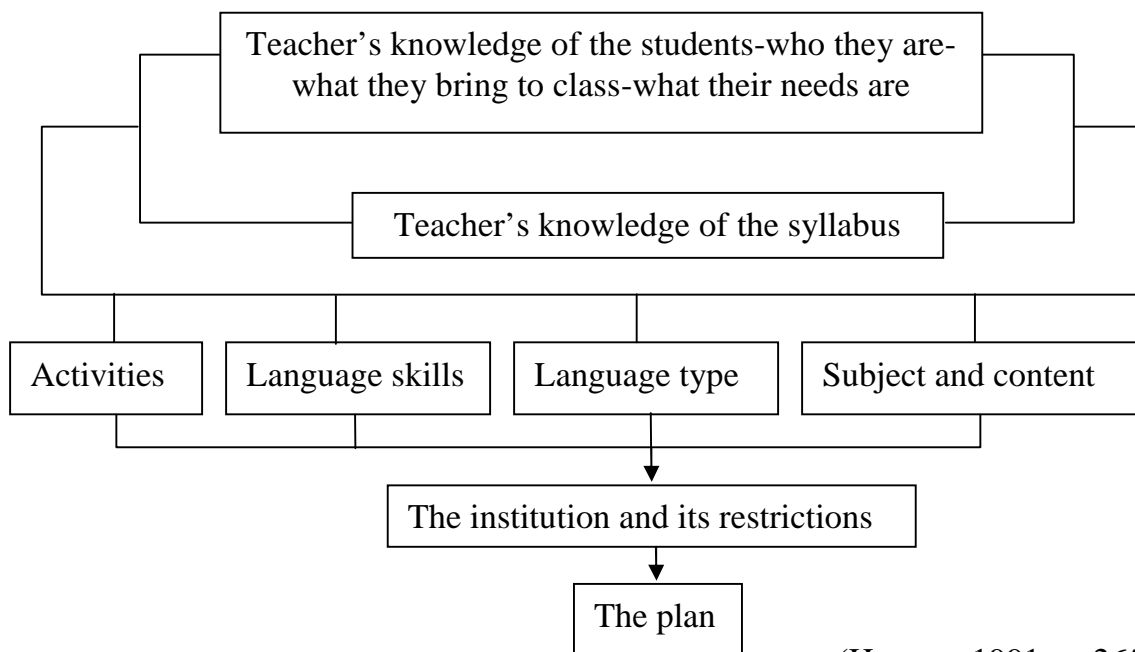 Teacher’s knowledge of the students-who they are-
what they bring to class-what their needs are
Teacher’s knowledge of the syllabus
Activities
Language skills
Language type
Subject and content
The institution and its restrictions
The plan